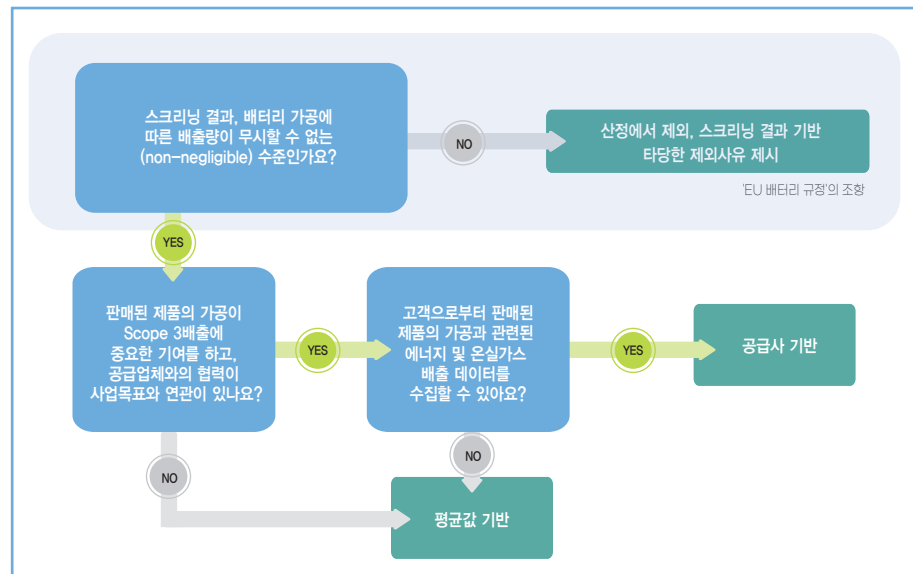 스크리닝 결과, 배터리 가공에
따른 배출량이 무시할 수 없는
(non-negligible) 수준인가요?
NO
산정에서 제외, 스크리닝 결과 기반
타당한 제외사유 제시
'EU 배터리 규정'의 조항
YES
판매된 제품의 가공이
Scope 3배출에
중요한 기여를 하고,
공급업체와의 협력이
사업목표와 연관이 있나요?
YES
고객으로부터 판매된
제품의 가공과 관련된
에너지 및 온실가스
배출 데이터를
수집할 수 있아요?
YES
공급사 기반
NO
NO
평균값 기반